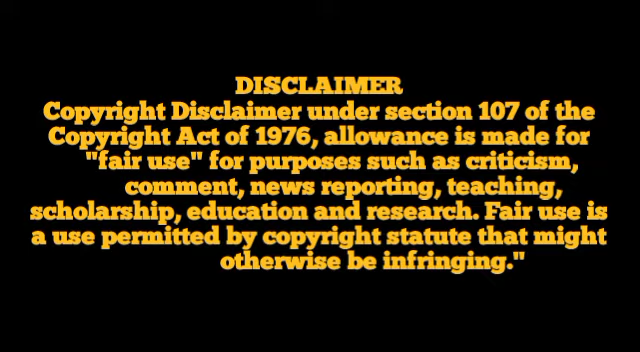 DISCLAIMER
Copyright Disclaimer under section 107 of the
Copyright Act of 1976, allowance is made for
"fair use" for purposes such as criticism,
comment, news reporting, teaching,
scholarship, education and research. Fair use is
a use permitted by copyright statute that might
otherwise be infringing."